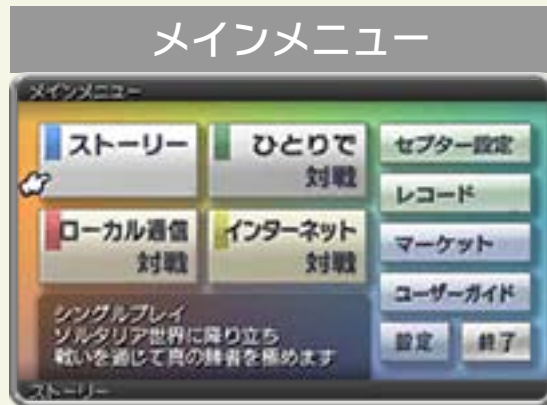 メインメニュー
メインメニュー
ストーリー
ひとりで
対戦
ローカル通信
対戦
インターネット
対戦
セプター設定
レコード
マーケット
ユーザーガイド
設定
終了
シングルプレイ
ソルタリア世界に降り立ち
戦いを通じて真の勝者を極めます
ストーリー